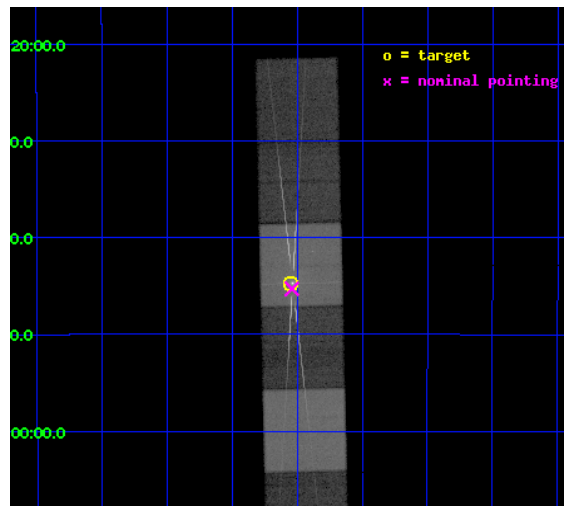 20:00.0
o = target
x = nominal pointing
0.0
0.0
0.0
00:00.0